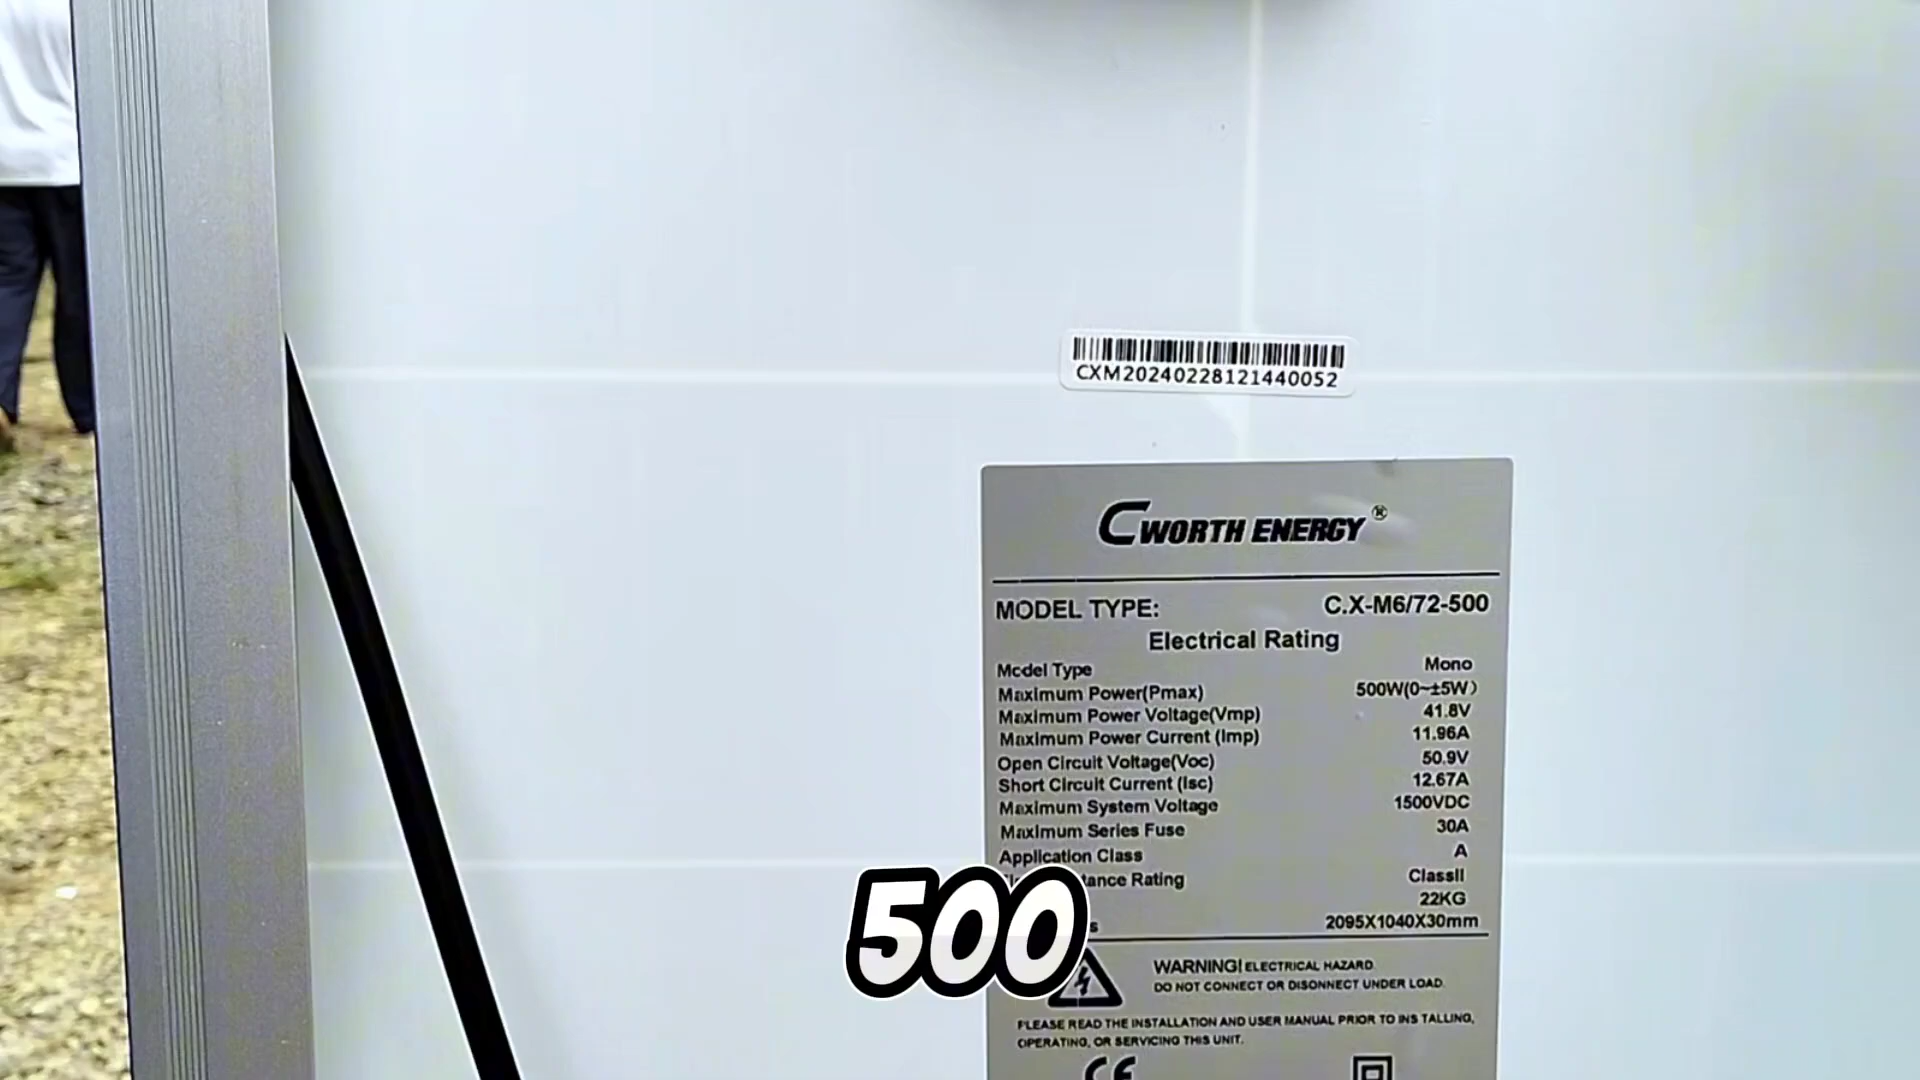 CXM20240228121440052
CWORTH ENERGY®
MODEL TYPE: C.X-M6/72-500
Electrical Rating
Model Type Mono
Maximum Power(Pmax) 500W(0~±5W)
Maximum Power Voltage(Vmp) 41.8V
Maximum Power Current (Imp) 11.96A
Open Circuit Voltage(Voc) 50.9V
Short Circuit Current (Isc) 12.67A
Maximum System Voltage 1500VDC
Maximum Series Fuse 30A
Application Class A
Rating ClassII
22KG
2095X1040X30mm
500
WARNING! ELECTRICAL HAZARD
DO NOT CONNECT OR DISONNECT UNDER LOAD.
PLEASE READ THE INSTALLATION AND USER MANUAL PRIOR TO INS TALLING,
OPERATING, OR SERVICING THIS UNIT.
CE